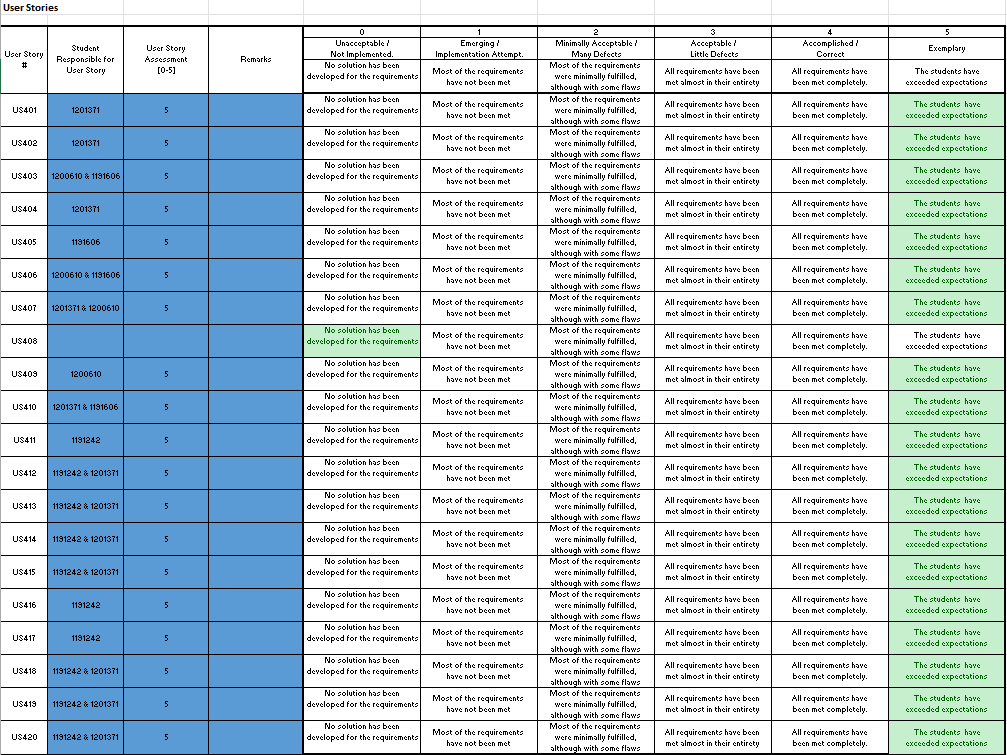 User Stories
User Story
#
Student
Responsible for
User Story
User Story
Assessment
[0-5]
Remarks
0
Unacceptable /
Not Implemented.
No solution has been
developed for the requirements
1
Emerging /
Implementation Attempt.
Most of the requirements
have not been met
2
Minimally Acceptable /
Many Defects
Most of the requirements
were minimally fulfilled,
although with some flaws
3
Acceptable /
Little Defects
All requirements have been
met almost in their entirety
4
Accomplished /
Correct
All requirements have
been met completely.
5
Exemplary
The students have
exceeded expectations
US401
1201371
5
No solution has been
developed for the requirements
Most of the requirements
have not been met
Most of the requirements
were minimally fulfilled,
although with some flaws
All requirements have been
met almost in their entirety
All requirements have
been met completely.
The students have
exceeded expectations
US402
1201371
5
No solution has been
developed for the requirements
Most of the requirements
have not been met
Most of the requirements
were minimally fulfilled,
although with some flaws
All requirements have been
met almost in their entirety
All requirements have
been met completely.
The students have
exceeded expectations
US403
1200610 & 1191606
5
No solution has been
developed for the requirements
Most of the requirements
have not been met
Most of the requirements
were minimally fulfilled,
although with some flaws
All requirements have been
met almost in their entirety
All requirements have
been met completely.
The students have
exceeded expectations
US404
1201371
5
No solution has been
developed for the requirements
Most of the requirements
have not been met
Most of the requirements
were minimally fulfilled,
although with some flaws
All requirements have been
met almost in their entirety
All requirements have
been met completely.
The students have
exceeded expectations
US405
1191606
5
No solution has been
developed for the requirements
Most of the requirements
have not been met
Most of the requirements
were minimally fulfilled,
although with some flaws
All requirements have been
met almost in their entirety
All requirements have
been met completely.
The students have
exceeded expectations
US406
1200610 & 1191606
5
No solution has been
developed for the requirements
Most of the requirements
have not been met
Most of the requirements
were minimally fulfilled,
although with some flaws
All requirements have been
met almost in their entirety
All requirements have
been met completely.
The students have
exceeded expectations
US407
1201371 & 1200610
5
No solution has been
developed for the requirements
Most of the requirements
have not been met
Most of the requirements
were minimally fulfilled,
although with some flaws
All requirements have been
met almost in their entirety
All requirements have
been met completely.
The students have
exceeded expectations
US408
No solution has been
developed for the requirements
Most of the requirements
have not been met
Most of the requirements
were minimally fulfilled,
although with some flaws
All requirements have been
met almost in their entirety
All requirements have
been met completely.
The students have
exceeded expectations
US409
1200610
5
No solution has been
developed for the requirements
Most of the requirements
have not been met
Most of the requirements
were minimally fulfilled,
although with some flaws
All requirements have been
met almost in their entirety
All requirements have
been met completely.
The students have
exceeded expectations
US410
1201371 & 1191606
5
No solution has been
developed for the requirements
Most of the requirements
have not been met
Most of the requirements
were minimally fulfilled,
although with some flaws
All requirements have been
met almost in their entirety
All requirements have
been met completely.
The students have
exceeded expectations
US411
1191242
5
No solution has been
developed for the requirements
Most of the requirements
have not been met
Most of the requirements
were minimally fulfilled,
although with some flaws
All requirements have been
met almost in their entirety
All requirements have
been met completely.
The students have
exceeded expectations
US412
1191242 & 1201371
5
No solution has been
developed for the requirements
Most of the requirements
have not been met
Most of the requirements
were minimally fulfilled,
although with some flaws
All requirements have been
met almost in their entirety
All requirements have
been met completely.
The students have
exceeded expectations
US413
1191242 & 1201371
5
No solution has been
developed for the requirements
Most of the requirements
have not been met
Most of the requirements
were minimally fulfilled,
although with some flaws
All requirements have been
met almost in their entirety
All requirements have
been met completely.
The students have
exceeded expectations
US414
1191242 & 1201371
5
No solution has been
developed for the requirements
Most of the requirements
have not been met
Most of the requirements
were minimally fulfilled,
although with some flaws
All requirements have been
met almost in their entirety
All requirements have
been met completely.
The students have
exceeded expectations
US415
1191242 & 1201371
5
No solution has been
developed for the requirements
Most of the requirements
have not been met
Most of the requirements
were minimally fulfilled,
although with some flaws
All requirements have been
met almost in their entirety
All requirements have
been met completely.
The students have
exceeded expectations
US416
1191242
5
No solution has been
developed for the requirements
Most of the requirements
have not been met
Most of the requirements
were minimally fulfilled,
although with some flaws
All requirements have been
met almost in their entirety
All requirements have
been met completely.
The students have
exceeded expectations
US417
1191242
5
No solution has been
developed for the requirements
Most of the requirements
have not been met
Most of the requirements
were minimally fulfilled,
although with some flaws
All requirements have been
met almost in their entirety
All requirements have
been met completely.
The students have
exceeded expectations
US418
1191242 & 1201371
5
No solution has been
developed for the requirements
Most of the requirements
have not been met
Most of the requirements
were minimally fulfilled,
although with some flaws
All requirements have been
met almost in their entirety
All requirements have
been met completely.
The students have
exceeded expectations
US419
1191242 & 1201371
5
No solution has been
developed for the requirements
Most of the requirements
have not been met
Most of the requirements
were minimally fulfilled,
although with some flaws
All requirements have been
met almost in their entirety
All requirements have
been met completely.
The students have
exceeded expectations
US420
1191242 & 1201371
5
No solution has been
developed for the requirements
Most of the requirements
have not been met
Most of the requirements
were minimally fulfilled,
although with some flaws
All requirements have been
met almost in their entirety
All requirements have
been met completely.
The students have
exceeded expectations